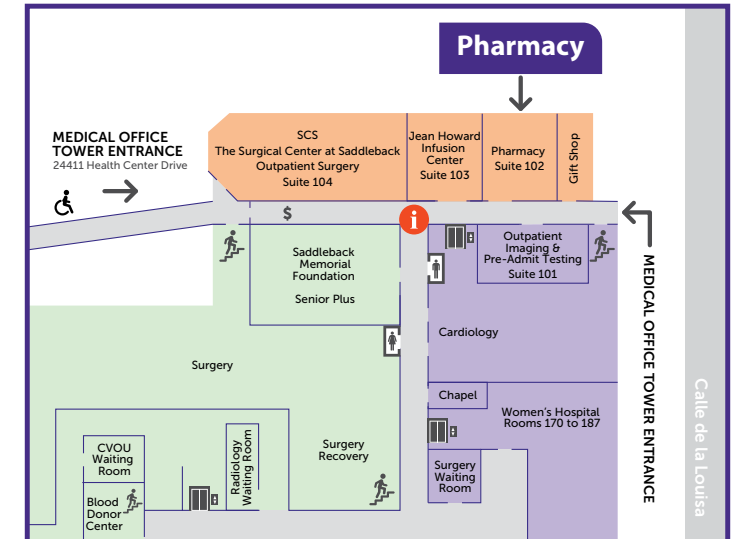 Pharmacy
MEDICAL OFFICE
TOWER ENTRANCE
24411 Health Center Drive
SCS
The Surgical Center at Saddleback
Outpatient Surgery
Suite 104
Jean Howard
Infusion
Center
Suite 103
Pharmacy
Suite 102
Gift Shop
$
i
Saddleback
Memorial
Foundation
Senior Plus
Outpatient
Imaging &
Pre-Admit Testing
Suite 101
MEDICAL OFFICE TOWER ENTRANCE
Calle de la Louisa
Cardiology
Surgery
Chapel
Women's Hospital
Rooms 170 to 187
Surgery
Recovery
Surgery
Waiting
Room
CVOU
Waiting
Room
Radiology
Waiting Room
Blood
Donor
Center